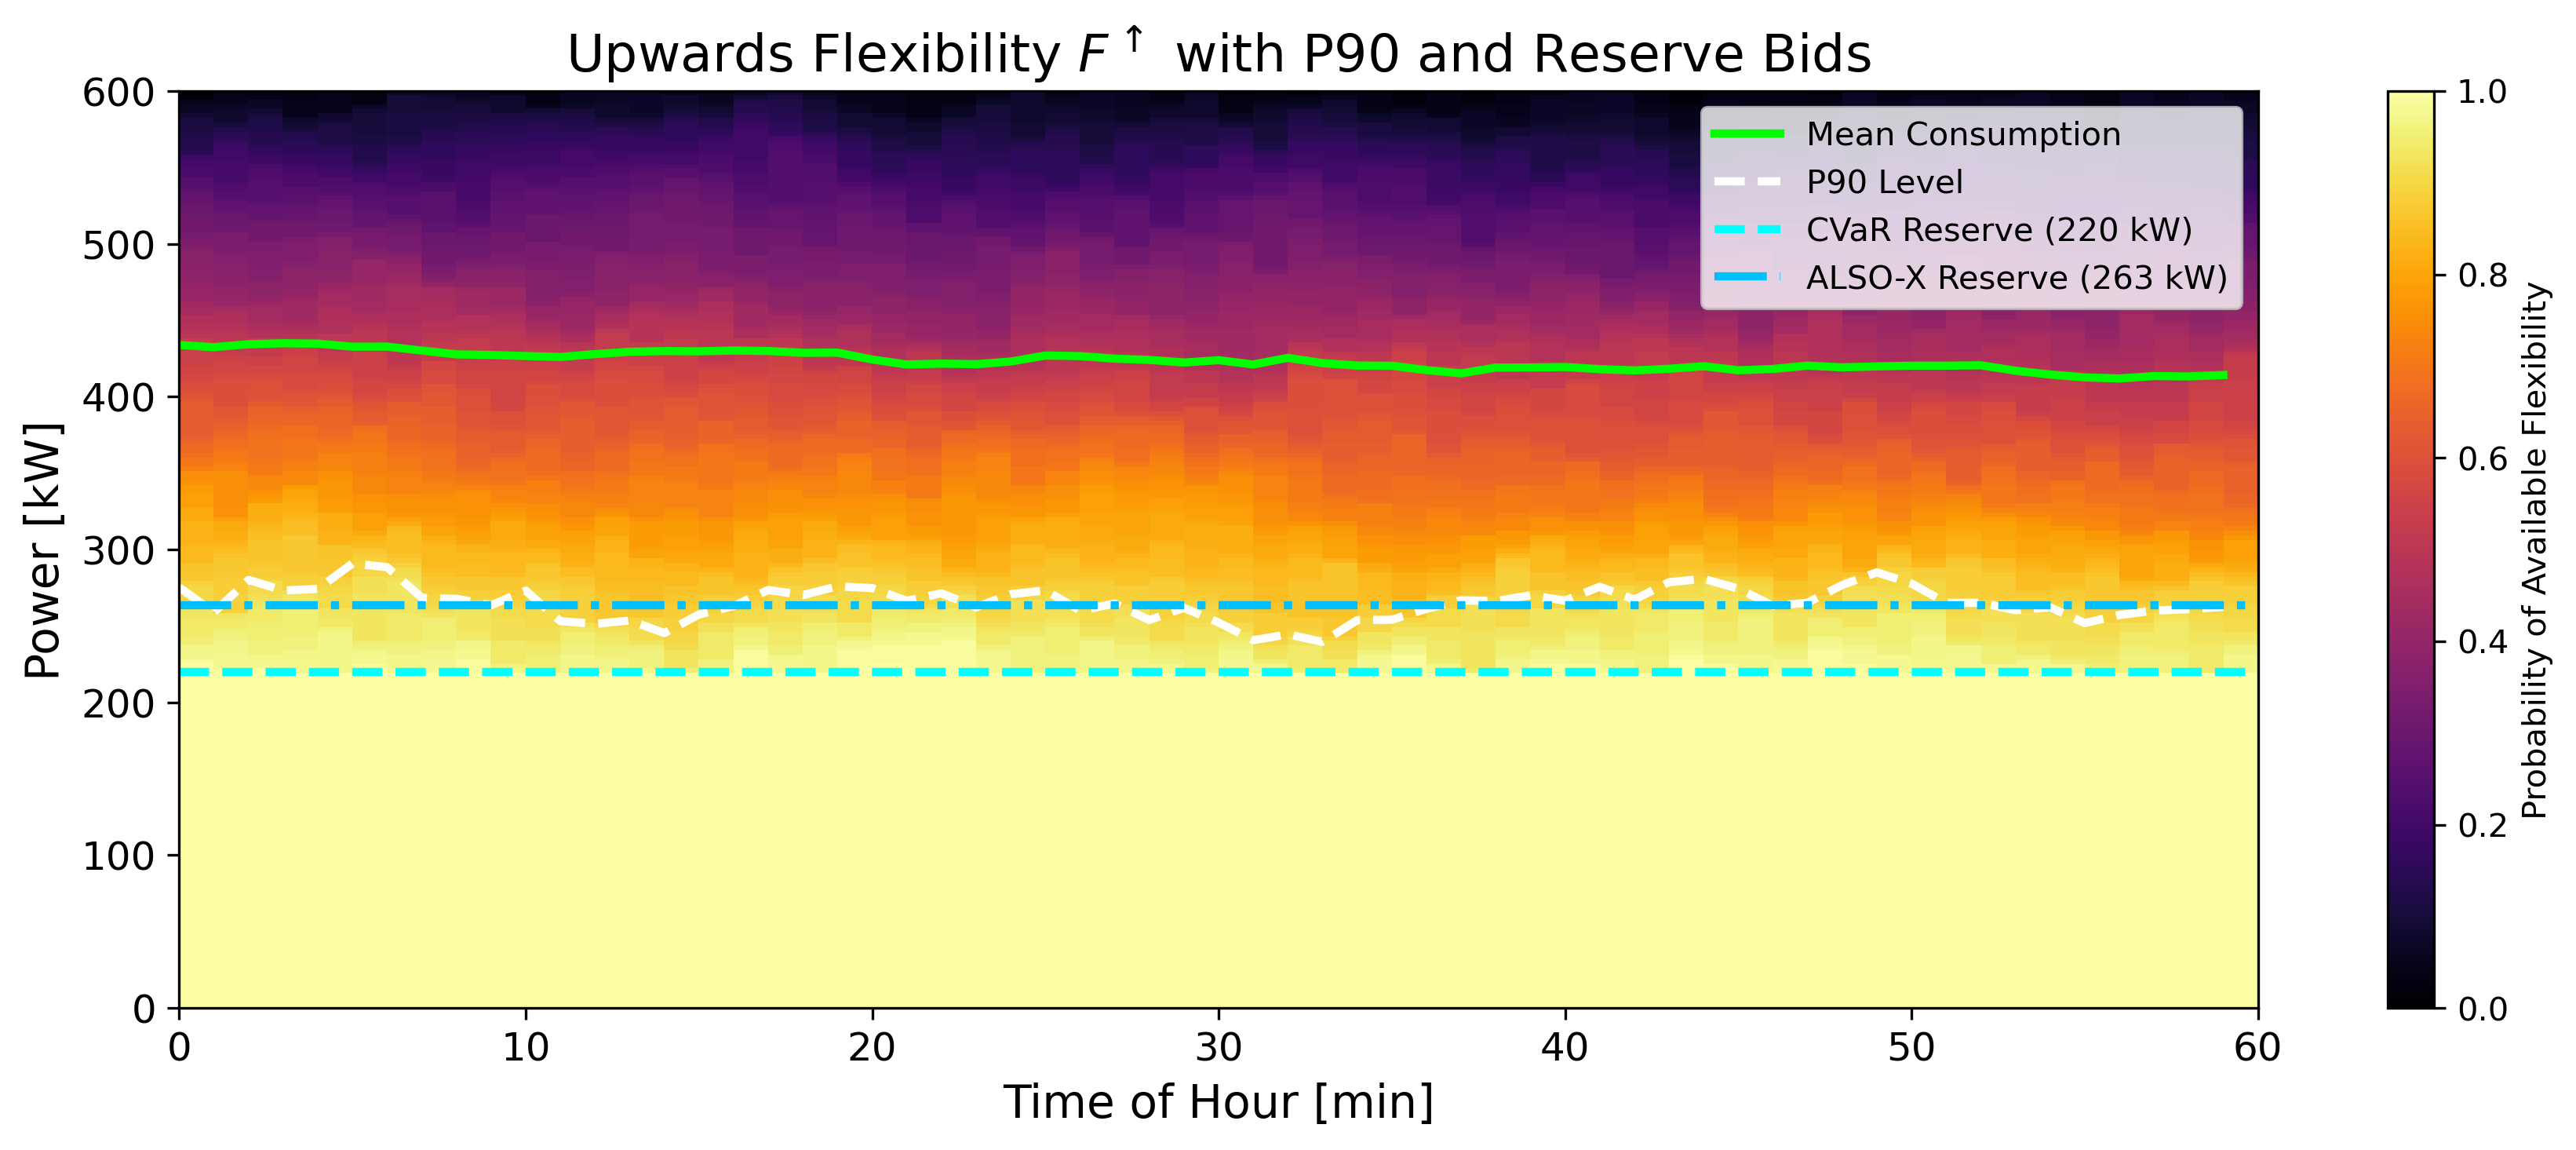 Upwards Flexibility F↑ with P90 and Reserve Bids
Power [kW]
600
500
400
300
200
100
0
0 10 20 30 40 50 60
Time of Hour [min]
Mean Consumption
P90 Level
CVaR Reserve (220 kW)
ALSO-X Reserve (263 kW)
1.0
0.8
0.6
0.4
0.2
0.0
Probability of Available Flexibility